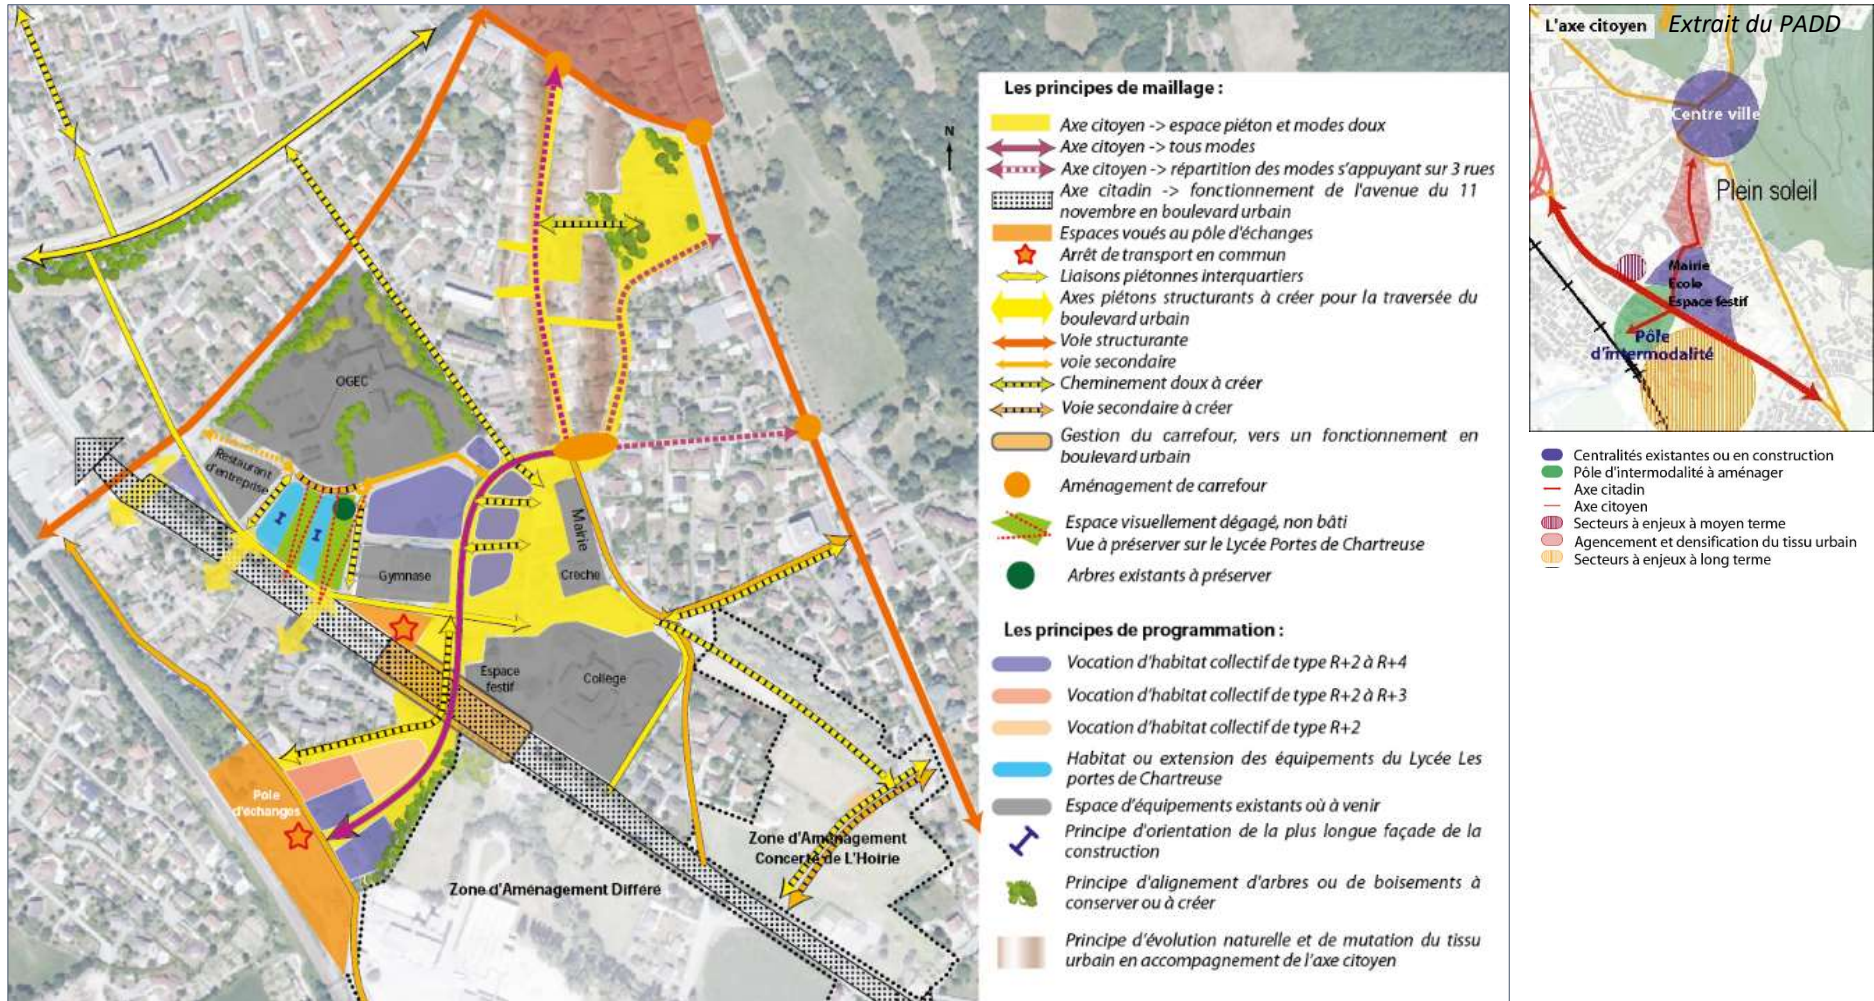 N
OGEC
Restaurant
d'entreprise
I
I
Gymnase
Mairie
Creche
Espace
festif
College
Pole
d'échanges
Zone d'Aménagement
Concerté de L'Hoirie
Zone d'Aménagement Différé
Les principes de maillage :
Axe citoyen -> espace piéton et modes doux
Axe citoyen -> tous modes
Axe citoyen -> répartition des modes s'appuyant sur 3 rues
Axe citadin -> fonctionnement de l'avenue du 11
novembre en boulevard urbain
Espaces voués au pôle d'échanges
Arrêt de transport en commun
Liaisons piétonnes interquartiers
Axes piétons structurants à créer pour la traversée du
boulevard urbain
Voie structurante
voie secondaire
Cheminement doux à créer
Voie secondaire à créer
Gestion du carrefour, vers un fonctionnement en
boulevard urbain
Aménagement de carrefour
Espace visuellement dégagé, non bâti
Vue à préserver sur le Lycée Portes de Chartreuse
Arbres existants à préserver
Les principes de programmation :
Vocation d'habitat collectif de type R+2 à R+4
Vocation d'habitat collectif de type R+2 à R+3
Vocation d'habitat collectif de type R+2
Habitat ou extension des équipements du Lycée Les
portes de Chartreuse
Espace d'équipements existants où à venir
Principe d'orientation de la plus longue façade de la
construction
Principe d'alignement d'arbres ou de boisements à
conserver ou à créer
Principe d'évolution naturelle et de mutation du tissu
urbain en accompagnement de l'axe citoyen
L'axe citoyen
Extrait du PADD
Centre ville
Plein soleil
Mairie
Ecole
Espace festif
Pôle
d'intermodalité
Centralités existantes ou en construction
Pôle d'intermodalité à aménager
Axe citadin
Axe citoyen
Secteurs à enjeux à moyen terme
Agencement et densification du tissu urbain
Secteurs à enjeux à long terme